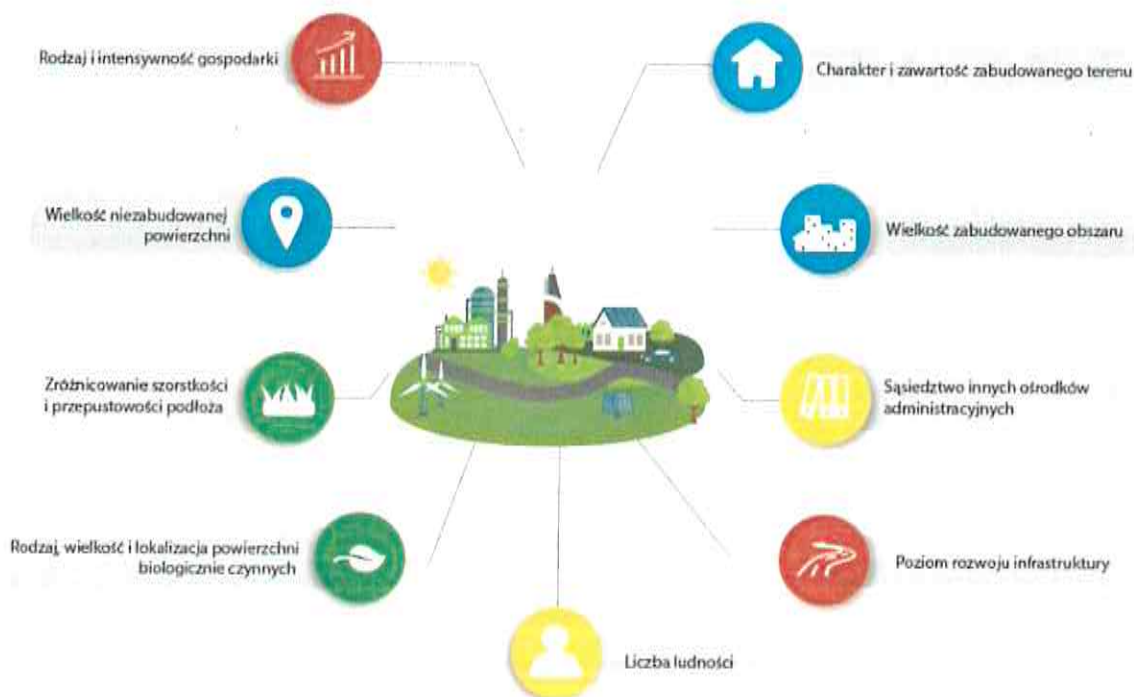 Rodzaj i intensywność gospodarki
Charakter i zawartość zabudowanego terenu
Wielkość niezabudowanej
powierzchni
Wielkość zabudowanego obszaru
Zróżnicowanie szorstkości
i przepustowości podłoża
Sąsiedztwo innych ośrodków
administracyjnych
Rodzaj, wielkość i lokalizacja powierzchni
biologicznie czynnych
Poziom rozwoju infrastruktury
Liczba ludności